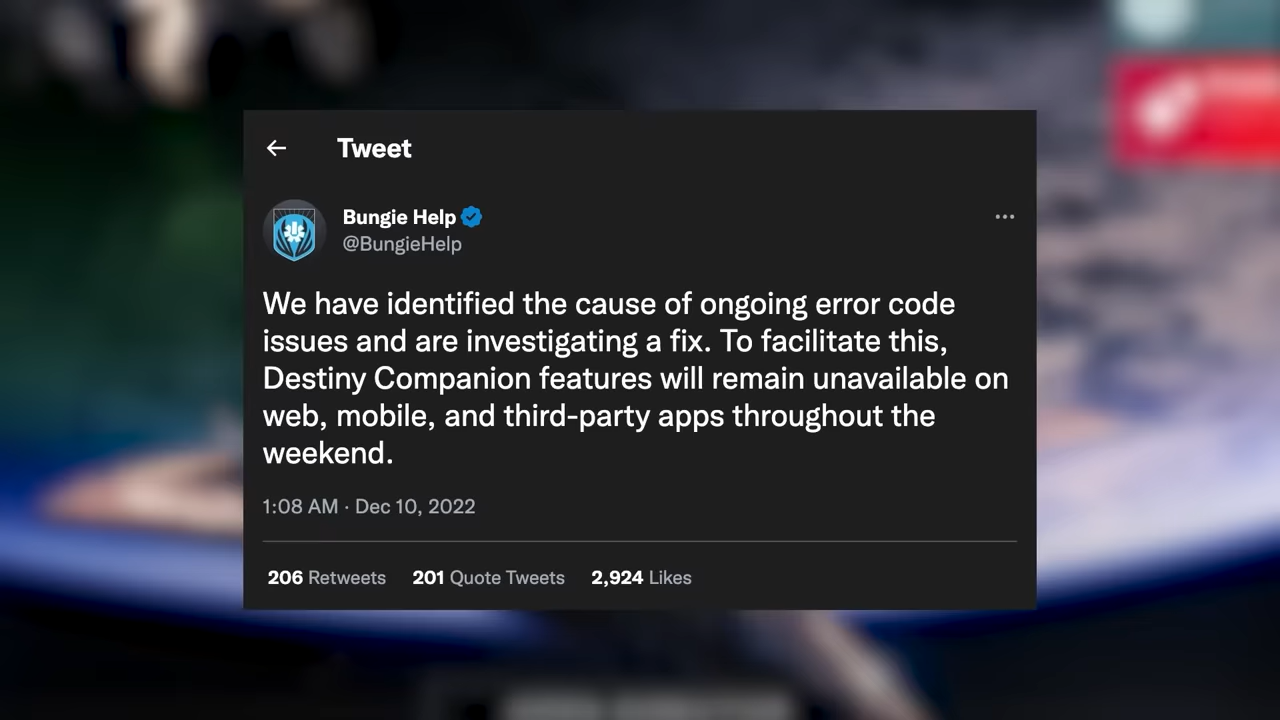 Tweet
Bungie Help
@BungieHelp
We have identified the cause of ongoing error code
issues and are investigating a fix. To facilitate this,
Destiny Companion features will remain unavailable on
web, mobile, and third-party apps throughout the
weekend.
1:08 AM · Dec 10, 2022
206 Retweets 201 Quote Tweets 2,924 Likes